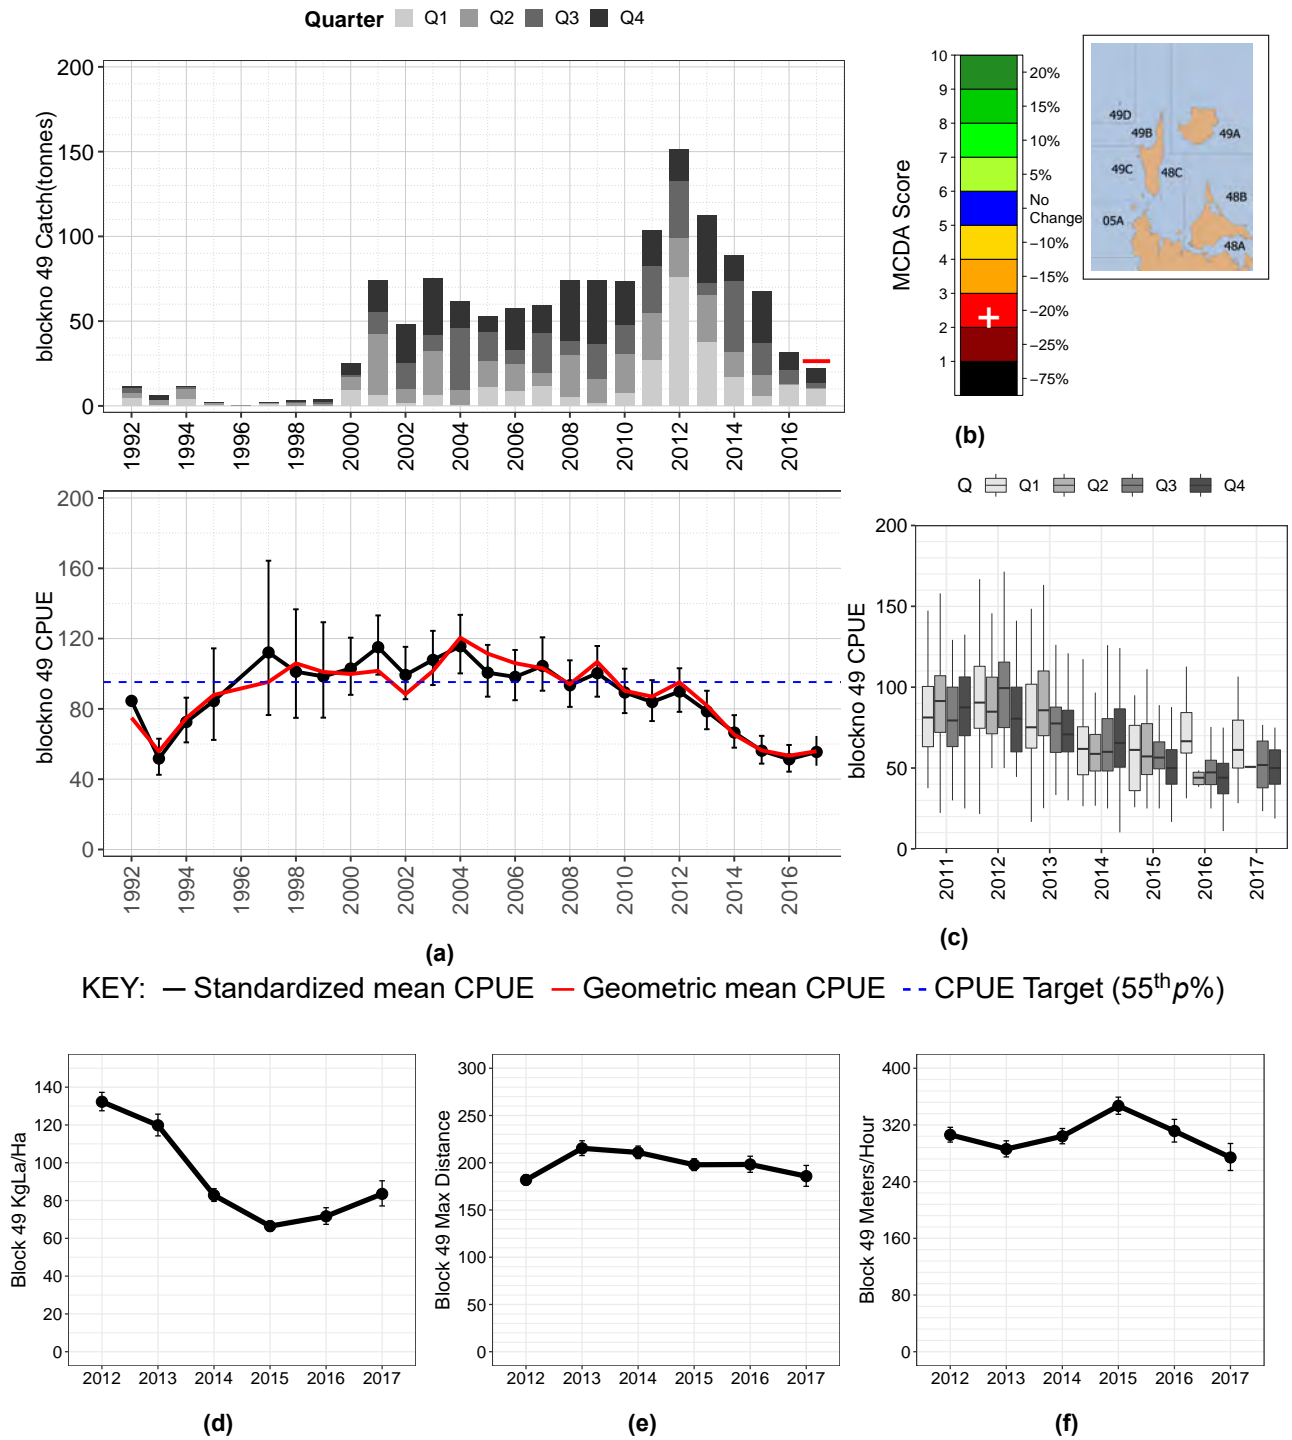 Quarter Q1 Q2 Q3 Q4
blockno 49 Catch(tonnes)
200
150
100
50
0
1992 1994 1996 1998 2000 2002 2004 2006 2008 2010 2012 2014 2016
blockno 49 CPUE
200
160
120
80
40
0
1992 1994 1996 1998 2000 2002 2004 2006 2008 2010 2012 2014 2016
(a)
MCDA Score
10
9
8
7
6
5
4
3
2
1
20%
15%
10%
5%
No
Change
−10%
−15%
−20%
−25%
−75%
(b)
49D
49B
49A
49C
48C
48B
05A
48A
Q Q1 Q2 Q3 Q4
blockno 49 CPUE
200
150
100
50
0
2011 2012 2013 2014 2015 2016 2017
(c)
KEY: Standardized mean CPUE Geometric mean CPUE CPUE Target (55thp%)
Block 49 KgLa/Ha
140
120
100
80
60
40
20
0
2012 2013 2014 2015 2016 2017
(d)
Block 49 Max Distance
300
250
200
150
100
50
0
2012 2013 2014 2015 2016 2017
(e)
Block 49 Meters/Hour
400
320
240
160
80
0
2012 2013 2014 2015 2016 2017
(f)